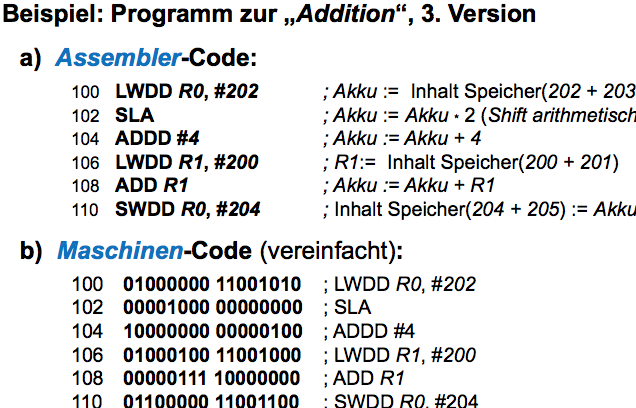 Beispiel: Programm zur „Addition“, 3. Version
a) Assembler-Code:
100 LWDD R0, #202 ; Akku := Inhalt Speicher(202 + 203
102 SLA ; Akku := Akku • 2 (Shift arithmetisch
104 ADDD #4 ; Akku := Akku + 4
106 LWDD R1, #200 ; R1:= Inhalt Speicher(200 + 201)
108 ADD R1 ; Akku := Akku + R1
110 SWDD R0, #204 ; Inhalt Speicher(204 + 205) := Akku
b) Maschinen-Code (vereinfacht):
100 01000000 11001010 ; LWDD R0, #202
102 00001000 00000000 ; SLA
104 10000000 00000100 ; ADDD #4
106 01000100 11001000 ; LWDD R1, #200
108 00000111 10000000 ; ADD R1
110 01100000 11001100 ; SWDD R0, #204